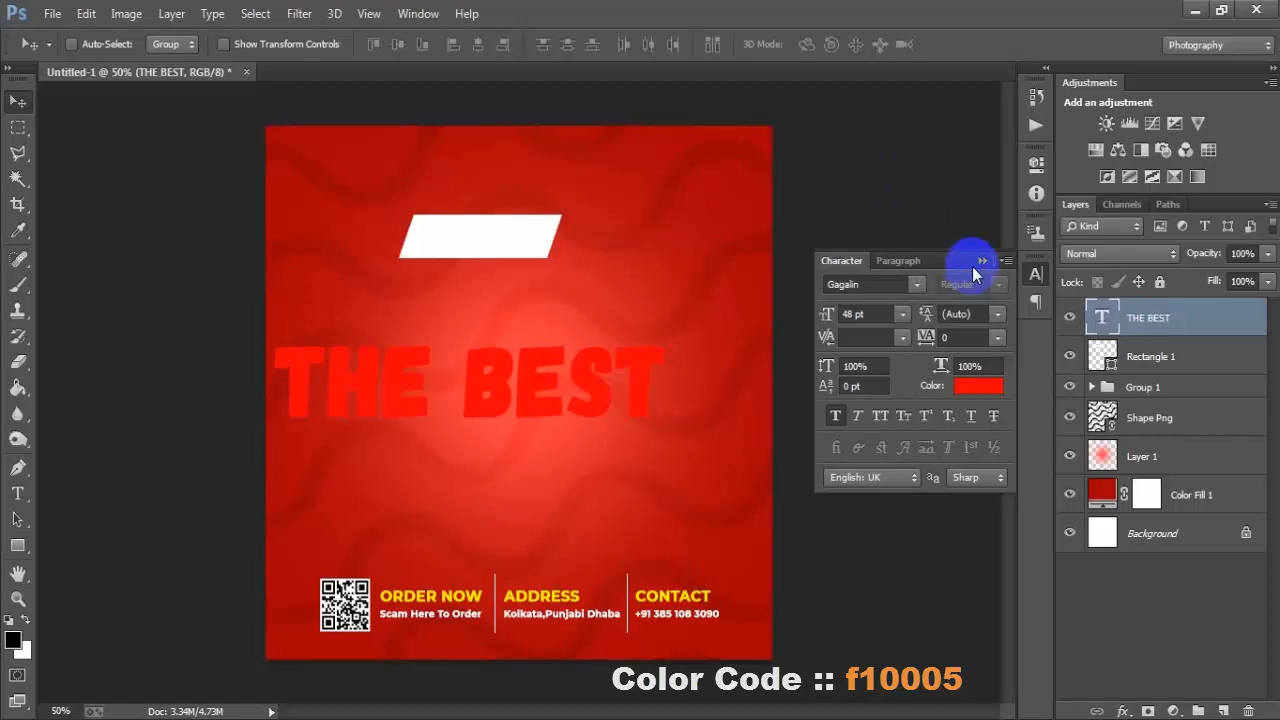 Ps File Edit Image Layer Type Select Filter 3D View Window Help
Auto-Select: Group Show Transform Controls 3D Mode: Photography
Untitled-1 @ 50% (THE BEST, RGB/8) * ×
Adjustments
Add an adjustment
Layers Channels Paths
Kind
Normal Opacity: 100%
Lock: Fill: 100%
THE BEST
Rectangle 1
Group 1
Shape Png
Layer 1
Color Fill 1
Background
Character Paragraph
Gagalin Regular
48 pt (Auto)
0
100% 100%
0 pt Color:
English: UK Sharp
THE BEST
ORDER NOW ADDRESS CONTACT
Scam Here To Order Kolkata,Punjabi Dhaba +91 385 108 3090
Color Code :: f10005
50% Doc: 3.34M/4.73M